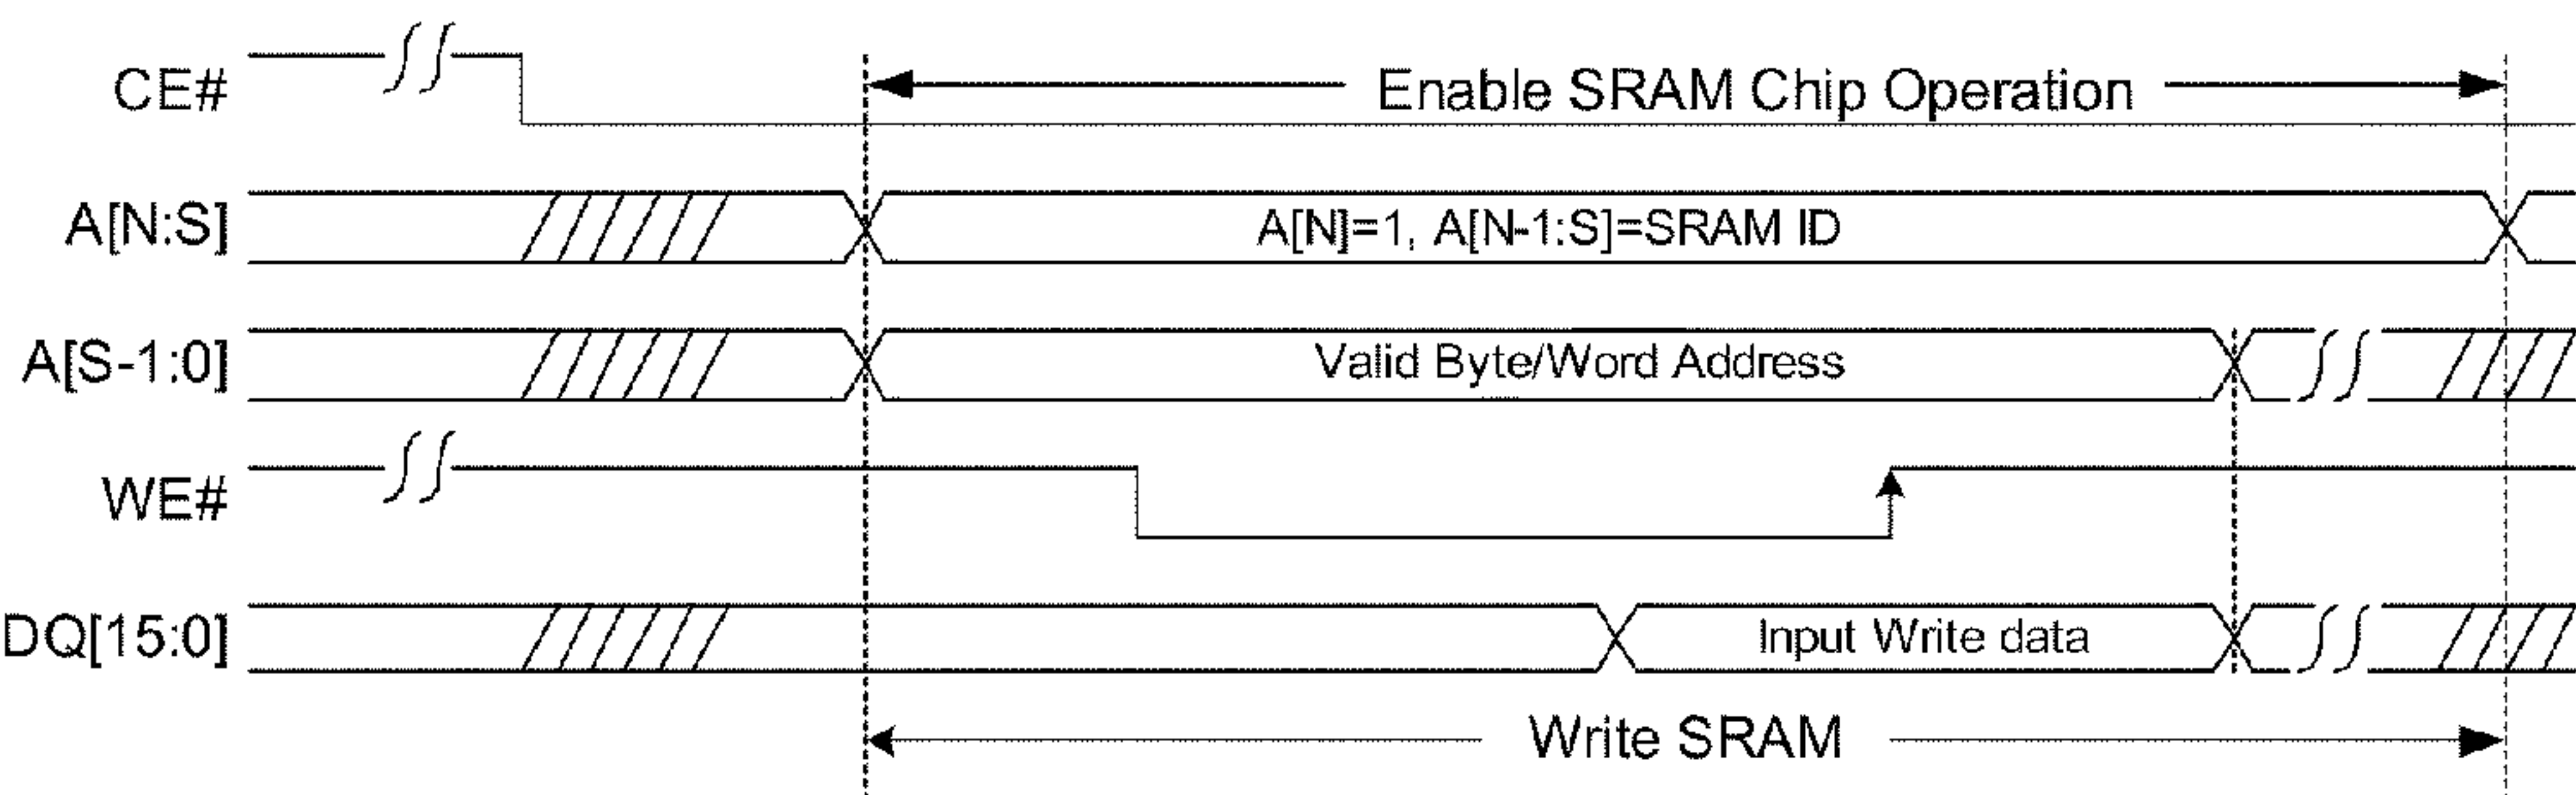 CE#
Enable SRAM Chip Operation
A[N:S]
A[N]=1, A[N-1:S]=SRAM ID
A[S-1:0]
Valid Byte/Word Address
WE#
DQ[15:0]
Input Write data
Write SRAM